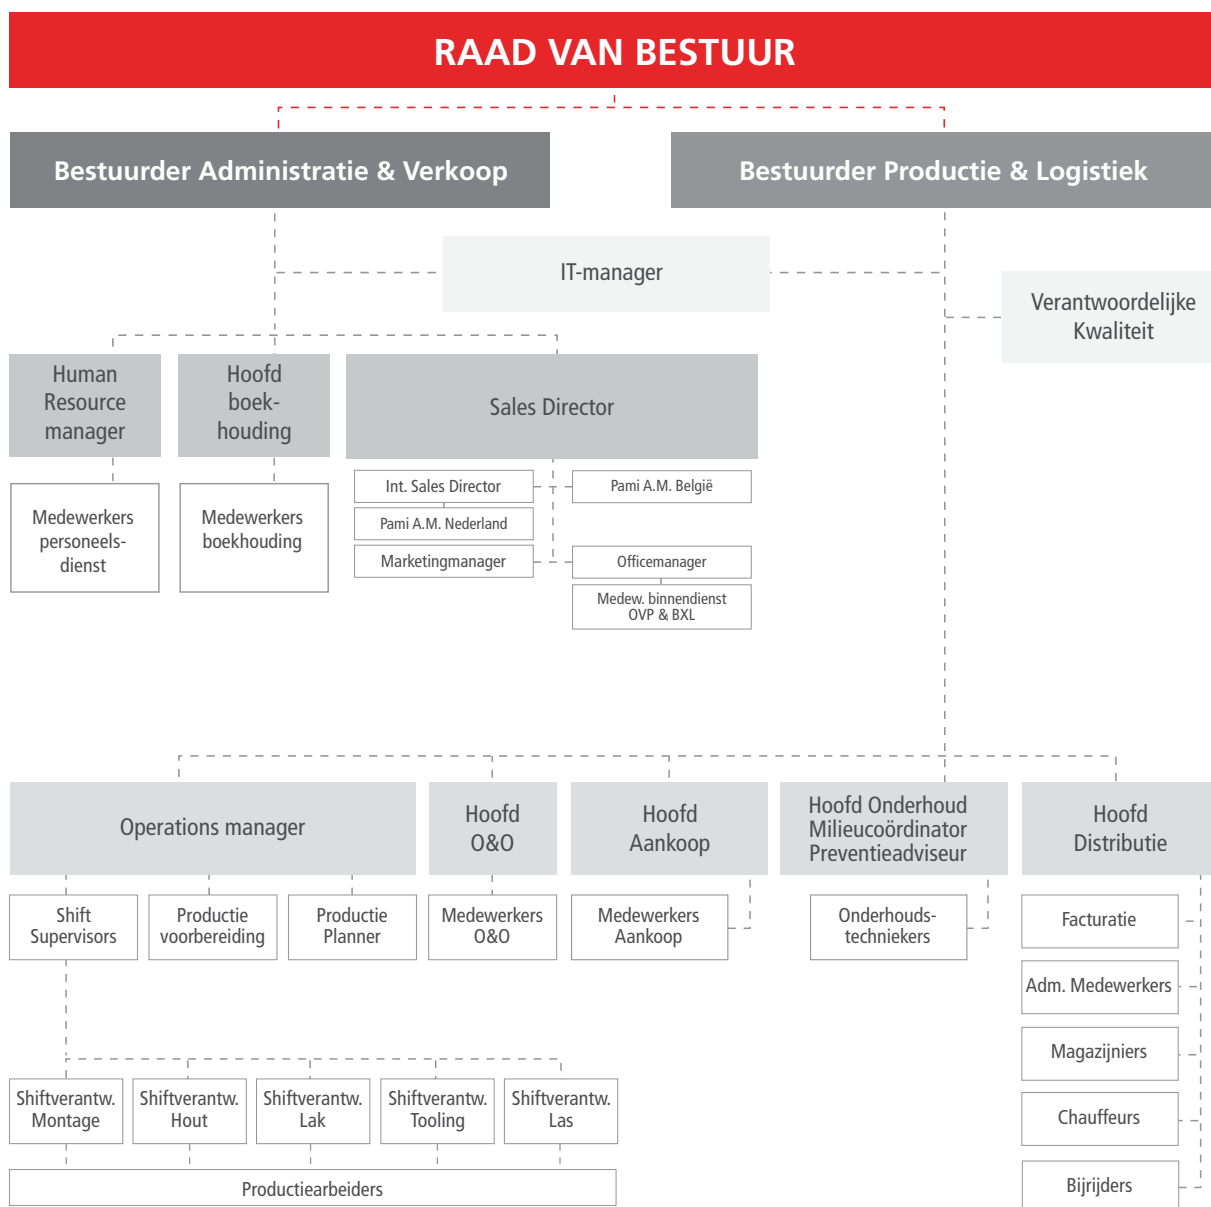 RAAD VAN BESTUUR
Bestuurder Administratie & Verkoop
Bestuurder Productie & Logistiek
IT-manager
Verantwoordelijke
Kwaliteit
Human
Resource
manager
Hoofd
boek-
houding
Sales Director
Medewerkers
personeels-
dienst
Medewerkers
boekhouding
Int. Sales Director
Pami A.M. België
Pami A.M. Nederland
Marketingmanager
Officemanager
Medew. binnendienst
OVP & BXL
Operations manager
Hoofd
O&O
Hoofd
Aankoop
Hoofd Onderhoud
Milieucoördinator
Preventieadviseur
Hoofd
Distributie
Shift
Supervisors
Productie
voorbereiding
Productie
Planner
Medewerkers
O&O
Medewerkers
Aankoop
Onderhouds-
techniekers
Facturatie
Adm. Medewerkers
Magazijniers
Chauffeurs
Bijrijders
Shiftverantw.
Montage
Shiftverantw.
Hout
Shiftverantw.
Lak
Shiftverantw.
Tooling
Shiftverantw.
Las
Productiearbeiders